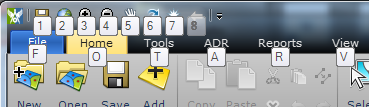 1 2 3 4 5 6 7 8
File Home Tools ADR Reports View
F O T A R V
New Open Save Add Copy Paste